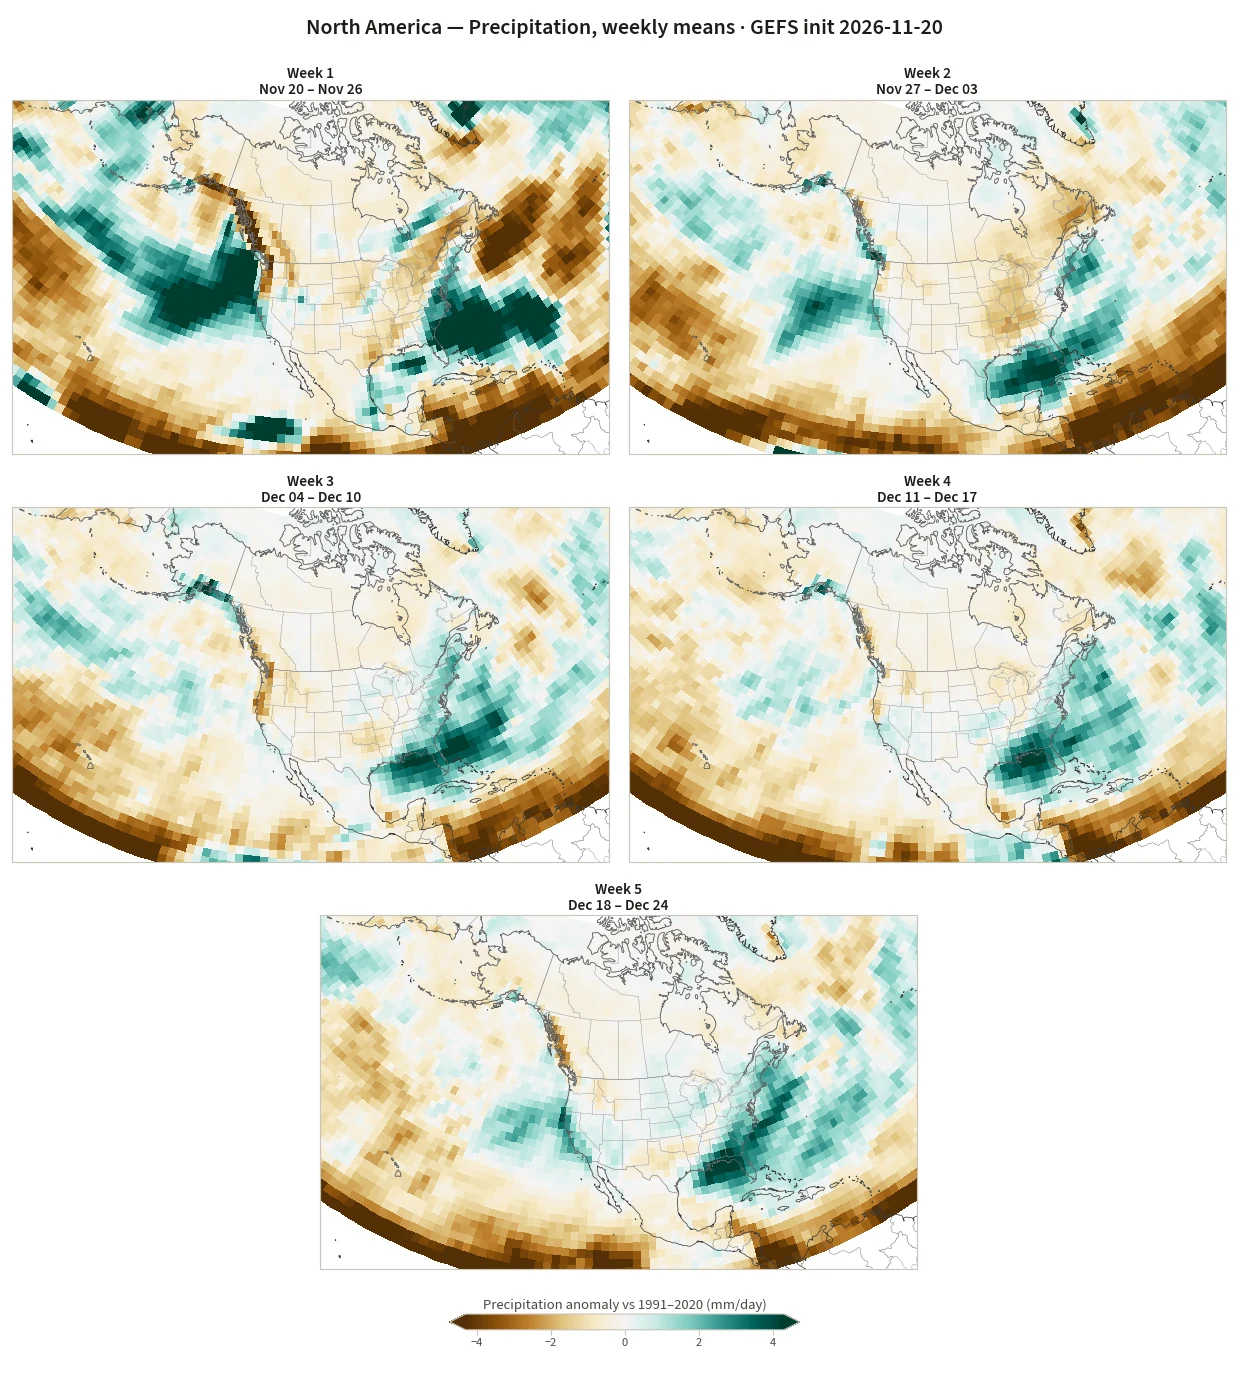 North America — Precipitation, weekly means · GEFS init 2026-11-20
Week 1
Nov 20 – Nov 26
Week 2
Nov 27 – Dec 03
Week 3
Dec 04 – Dec 10
Week 4
Dec 11 – Dec 17
Week 5
Dec 18 – Dec 24
Precipitation anomaly vs 1991–2020 (mm/day)
−4 −2 0 2 4